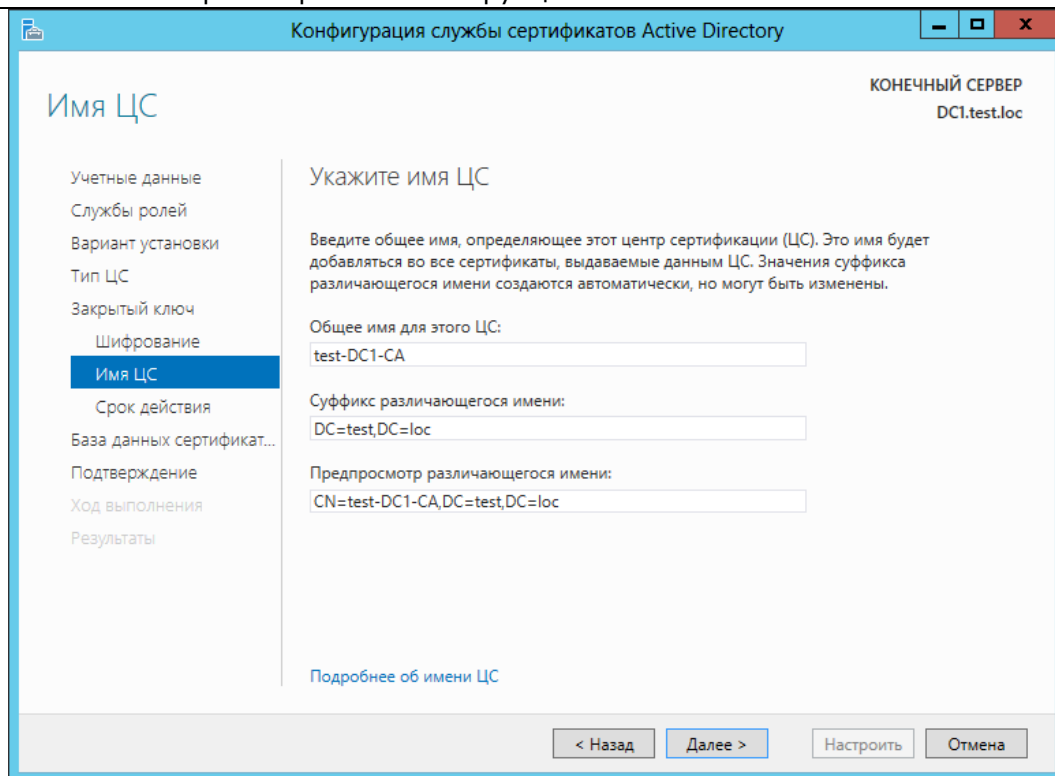 Конфигурация службы сертификатов Active Directory
Имя ЦС
КОНЕЧНЫЙ СЕРВЕР
DC1.test.loc
Учетные данные
Службы ролей
Вариант установки
Тип ЦС
Закрытый ключ
Шифрование
Имя ЦС
Срок действия
База данных сертификат...
Подтверждение
Ход выполнения
Результаты
Укажите имя ЦС
Введите общее имя, определяющее этот центр сертификации (ЦС). Это имя будет
добавляться во все сертификаты, выдаваемые данным ЦС. Значения суффикса
различающегося имени создаются автоматически, но могут быть изменены.
Общее имя для этого ЦС:
test-DC1-CA
Суффикс различающегося имени:
DC=test,DC=loc
Предпросмотр различающегося имени:
CN=test-DC1-CA,DC=test,DC=loc
Подробнее об имени ЦС
< Назад
Далее >
Настроить
Отмена